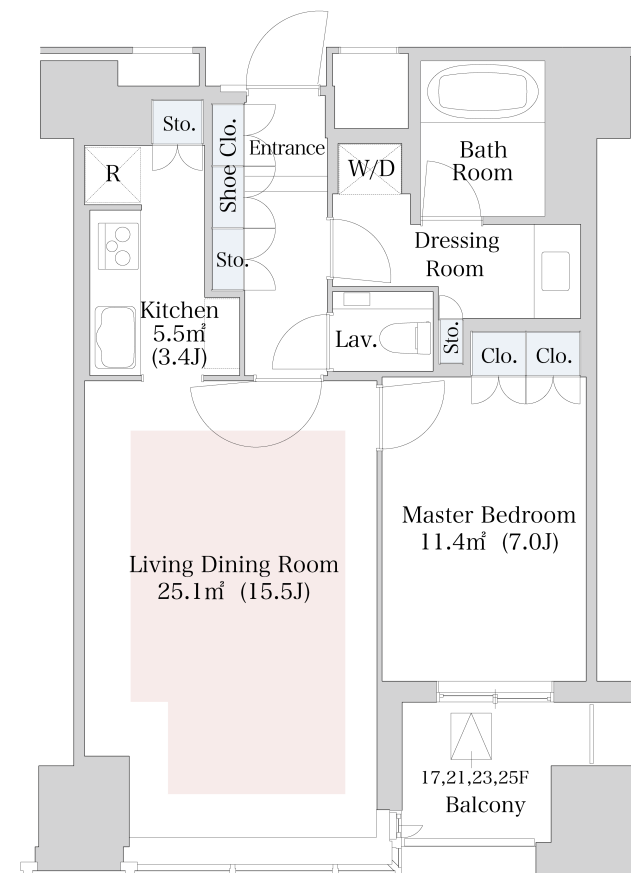 Sto.
R
Shoe Clo.
Entrance
W/D
Bath
Room
Dressing
Room
Sto.
Kitchen
5.5㎡
(3.4J)
Lav.
Sto.
Clo.
Clo.
Master Bedroom
11.4㎡ (7.0J)
Living Dining Room
25.1㎡ (15.5J)
17,21,23,25F
Balcony